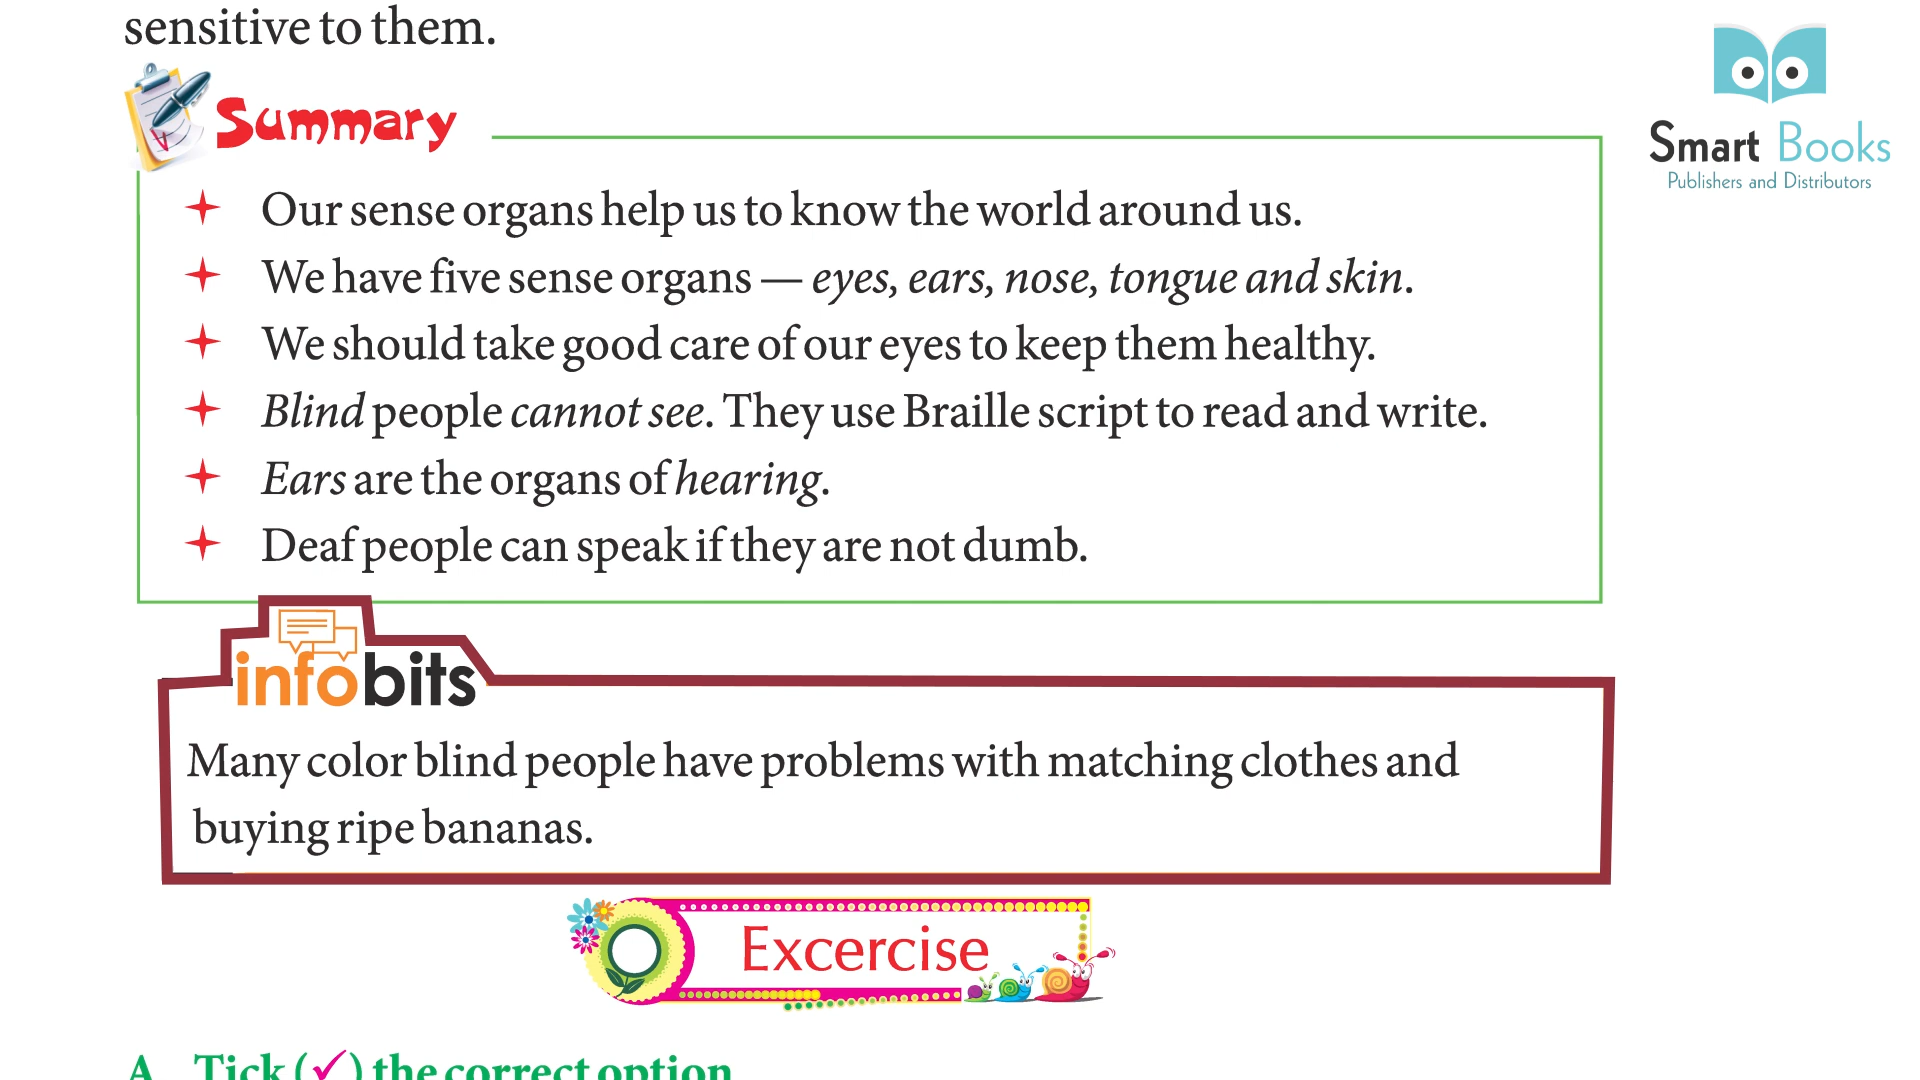 sensitive to them.
Summary
Our sense organs help us to know the world around us.
We have five sense organs — eyes, ears, nose, tongue and skin.
We should take good care of our eyes to keep them healthy.
Blind people cannot see. They use Braille script to read and write.
Ears are the organs of hearing.
Deaf people can speak if they are not dumb.
infobits
Many color blind people have problems with matching clothes and
buying ripe bananas.
Excercise
A Tick (✓) the correct option
Smart Books
Publishers and Distributors